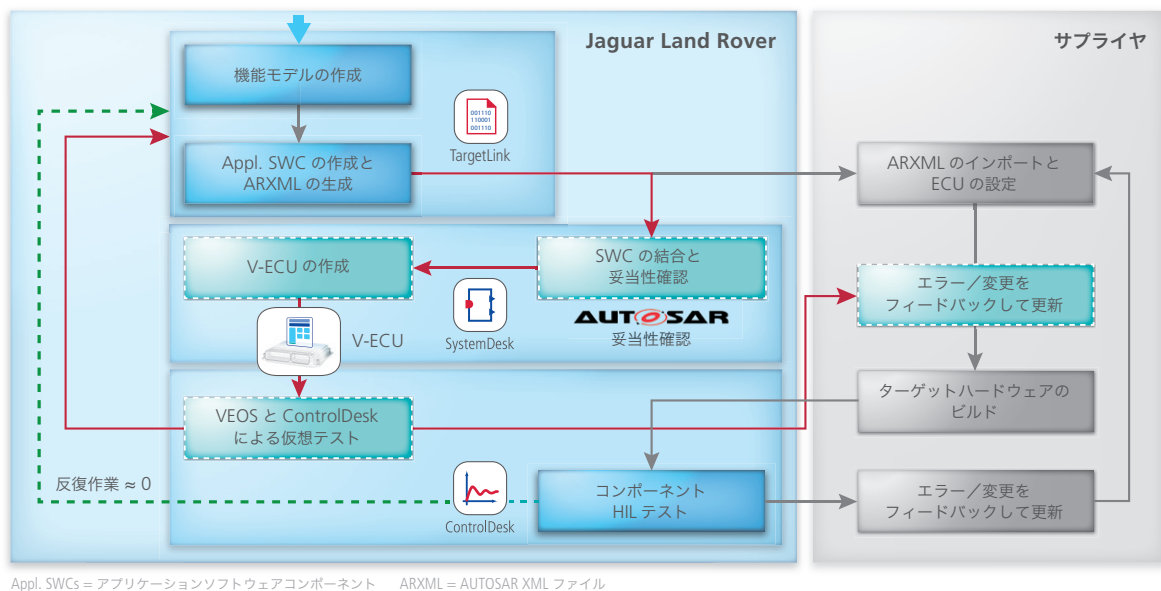 Jaguar Land Rover
サプライヤ
機能モデルの作成
001110
110001
001110
TargetLink
Appl. SWC の作成と
ARXML の生成
ARXML のインポートと
ECU の設定
V-ECU の作成
SWC の結合と
妥当性確認
エラー／変更を
フィードバックして更新
SystemDesk
AUTOSAR
妥当性確認
V-ECU
VEOS と ControlDesk
による仮想テスト
ターゲットハードウェアの
ビルド
反復作業 ≈ 0
ControlDesk
コンポーネント
HIL テスト
エラー／変更を
フィードバックして更新
Appl. SWCs = アプリケーションソフトウェアコンポーネント ARXML = AUTOSAR XML ファイル